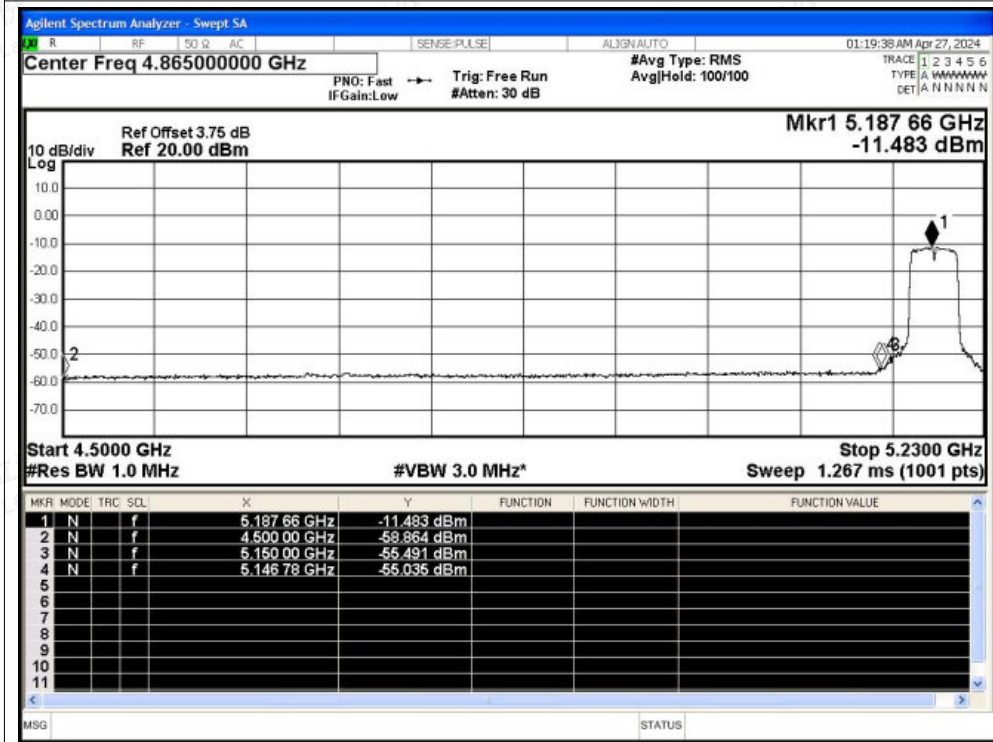 Agilent Spectrum Analyzer - Swept SA
LXI R RF 50 Ω AC SENSE:PULSE ALIGNAUTO 01:19:38 AM Apr 27, 2024
Center Freq 4.865000000 GHz
PNO: Fast
IFGain:Low
Trig: Free Run
#Atten: 30 dB
#Avg Type: RMS
Avg|Hold: 100/100
TRACE 1 2 3 4 5 6
TYPE A WWWWW
DET A N N N N N
Mkr1 5.187 66 GHz
-11.483 dBm
Ref Offset 3.75 dB
10 dB/div Ref 20.00 dBm
Log
10.0
0.00
-10.0
-20.0
-30.0
-40.0
-50.0
-60.0
-70.0
1
2
Start 4.5000 GHz Stop 5.2300 GHz
#Res BW 1.0 MHz #VBW 3.0 MHz* Sweep 1.267 ms (1001 pts)
MKR MODE TRC SCL X Y FUNCTION FUNCTION WIDTH FUNCTION VALUE
1 N f 5.187 66 GHz -11.483 dBm
2 N f 4.500 00 GHz -58.864 dBm
3 N f 5.150 00 GHz -55.491 dBm
4 N f 5.146 78 GHz -55.035 dBm
5
6
7
8
9
10
11
MSG STATUS